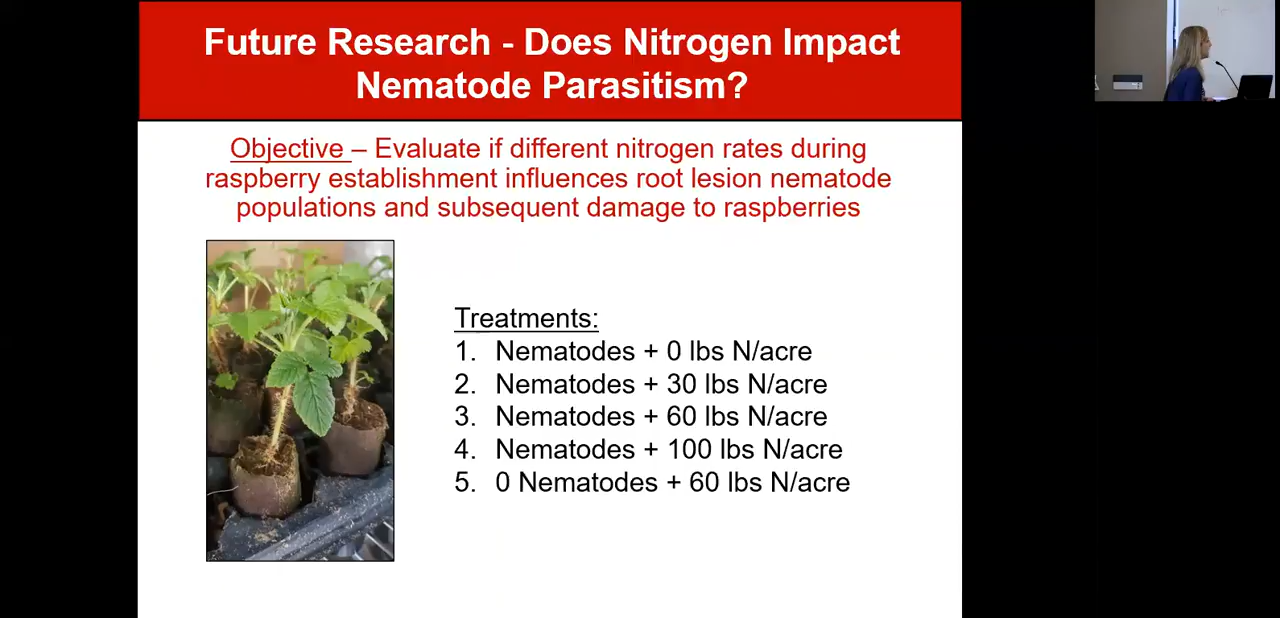 Future Research - Does Nitrogen Impact
Nematode Parasitism?
Objective – Evaluate if different nitrogen rates during
raspberry establishment influences root lesion nematode
populations and subsequent damage to raspberries
Treatments:
1. Nematodes + 0 lbs N/acre
2. Nematodes + 30 lbs N/acre
3. Nematodes + 60 lbs N/acre
4. Nematodes + 100 lbs N/acre
5. 0 Nematodes + 60 lbs N/acre